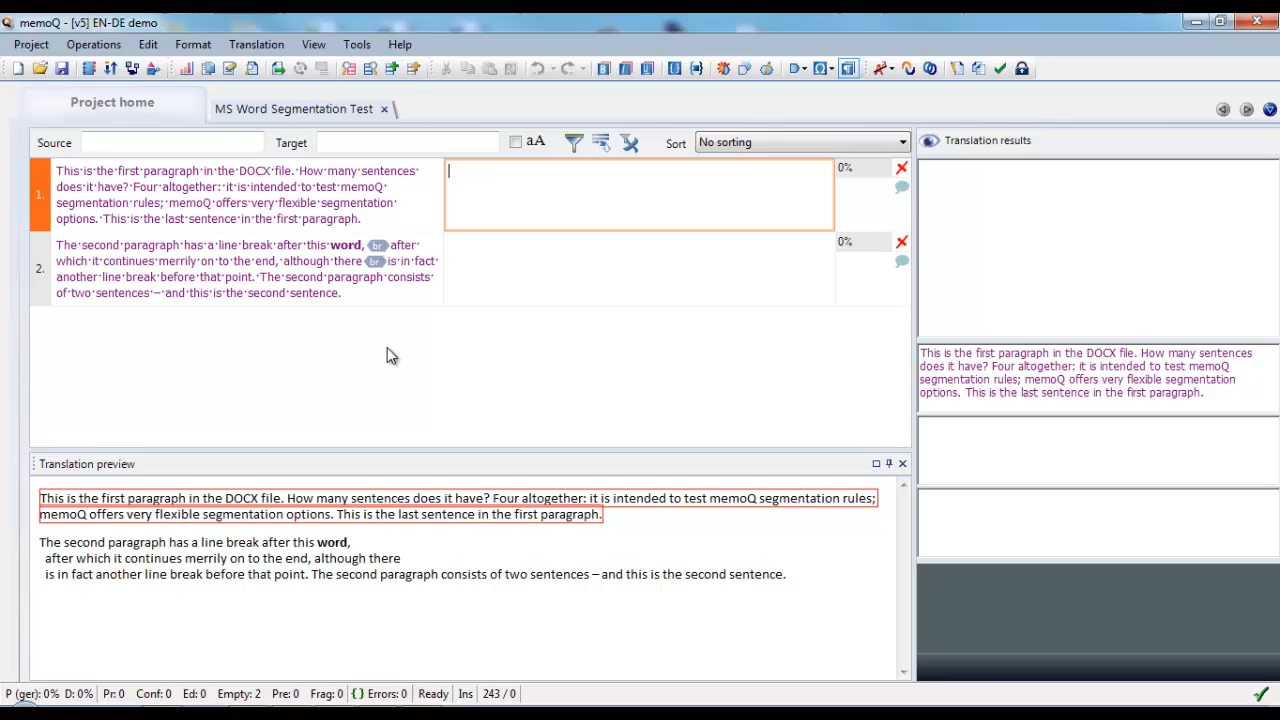 memoQ - [v5] EN-DE demo
Project Operations Edit Format Translation View Tools Help
Project home
MS Word Segmentation Test ×
Source Target aA Sort No sorting
Translation results
1.
This is the first paragraph in the DOCX file. How many sentences
does it have? Four altogether: it is intended to test memoQ
segmentation rules; memoQ offers very flexible segmentation
options. This is the last sentence in the first paragraph.
0%
2.
The second paragraph has a line break after this word, br after
which it continues merrily on to the end, although there br is in fact
another line break before that point. The second paragraph consists
of two sentences – and this is the second sentence.
0%
This is the first paragraph in the DOCX file. How many sentences
does it have? Four altogether: it is intended to test memoQ
segmentation rules; memoQ offers very flexible segmentation
options. This is the last sentence in the first paragraph.
Translation preview
This is the first paragraph in the DOCX file. How many sentences does it have? Four altogether: it is intended to test memoQ segmentation rules;
memoQ offers very flexible segmentation options. This is the last sentence in the first paragraph.
The second paragraph has a line break after this word,
after which it continues merrily on to the end, although there
is in fact another line break before that point. The second paragraph consists of two sentences – and this is the second sentence.
P (ger): 0% D: 0% Pr: 0 Conf: 0 Ed: 0 Empty: 2 Pre: 0 Frag: 0 { } Errors: 0 Ready Ins 243 / 0